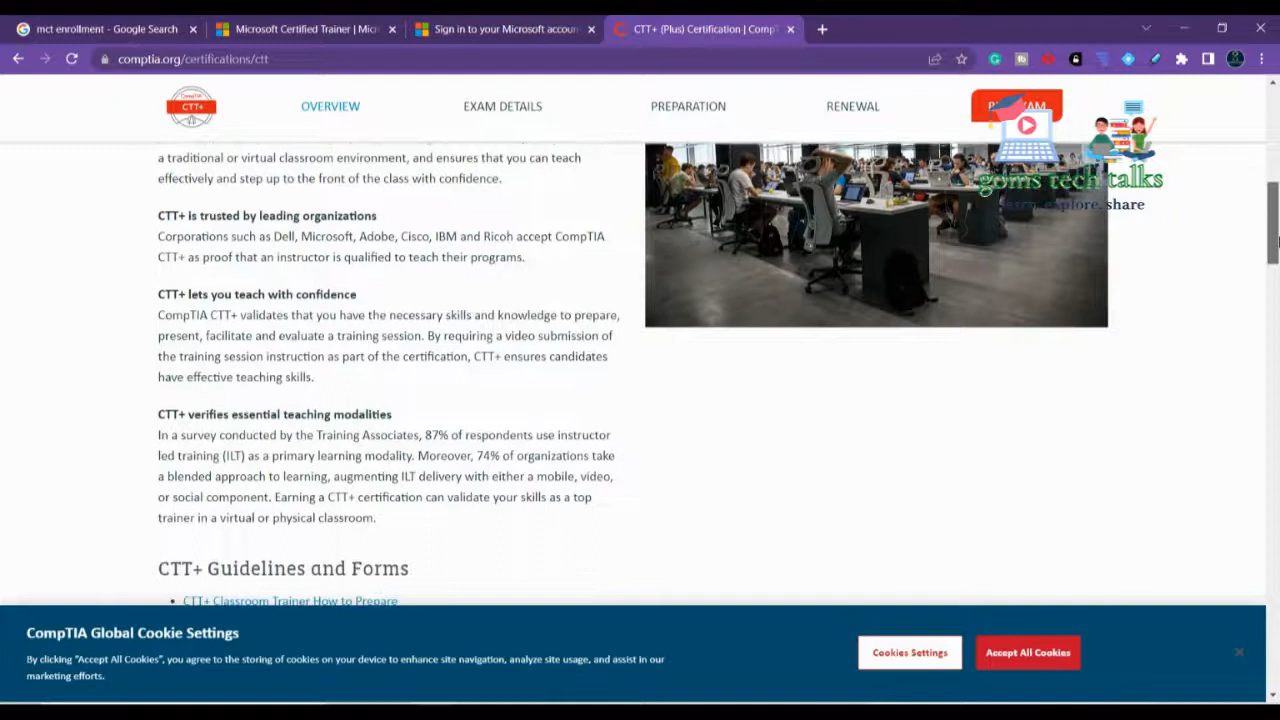 mct enrollment - Google Search
Microsoft Certified Trainer | Micr
Sign in to your Microsoft accoun
CTT+ (Plus) Certification | CompT
comptia.org/certifications/ctt
CTT+
OVERVIEW
EXAM DETAILS
PREPARATION
RENEWAL
goms tech talks
explore. share
a traditional or virtual classroom environment, and ensures that you can teach
effectively and step up to the front of the class with confidence.
CTT+ is trusted by leading organizations
Corporations such as Dell, Microsoft, Adobe, Cisco, IBM and Ricoh accept CompTIA
CTT+ as proof that an instructor is qualified to teach their programs.
CTT+ lets you teach with confidence
CompTIA CTT+ validates that you have the necessary skills and knowledge to prepare,
present, facilitate and evaluate a training session. By requiring a video submission of
the training session instruction as part of the certification, CTT+ ensures candidates
have effective teaching skills.
CTT+ verifies essential teaching modalities
In a survey conducted by the Training Associates, 87% of respondents use instructor
led training (ILT) as a primary learning modality. Moreover, 74% of organizations take
a blended approach to learning, augmenting ILT delivery with either a mobile, video,
or social component. Earning a CTT+ certification can validate your skills as a top
trainer in a virtual or physical classroom.
CTT+ Guidelines and Forms
• CTT+ Classroom Trainer How to Prepare
CompTIA Global Cookie Settings
By clicking "Accept All Cookies", you agree to the storing of cookies on your device to enhance site navigation, analyze site usage, and assist in our
marketing efforts.
Cookies Settings
Accept All Cookies